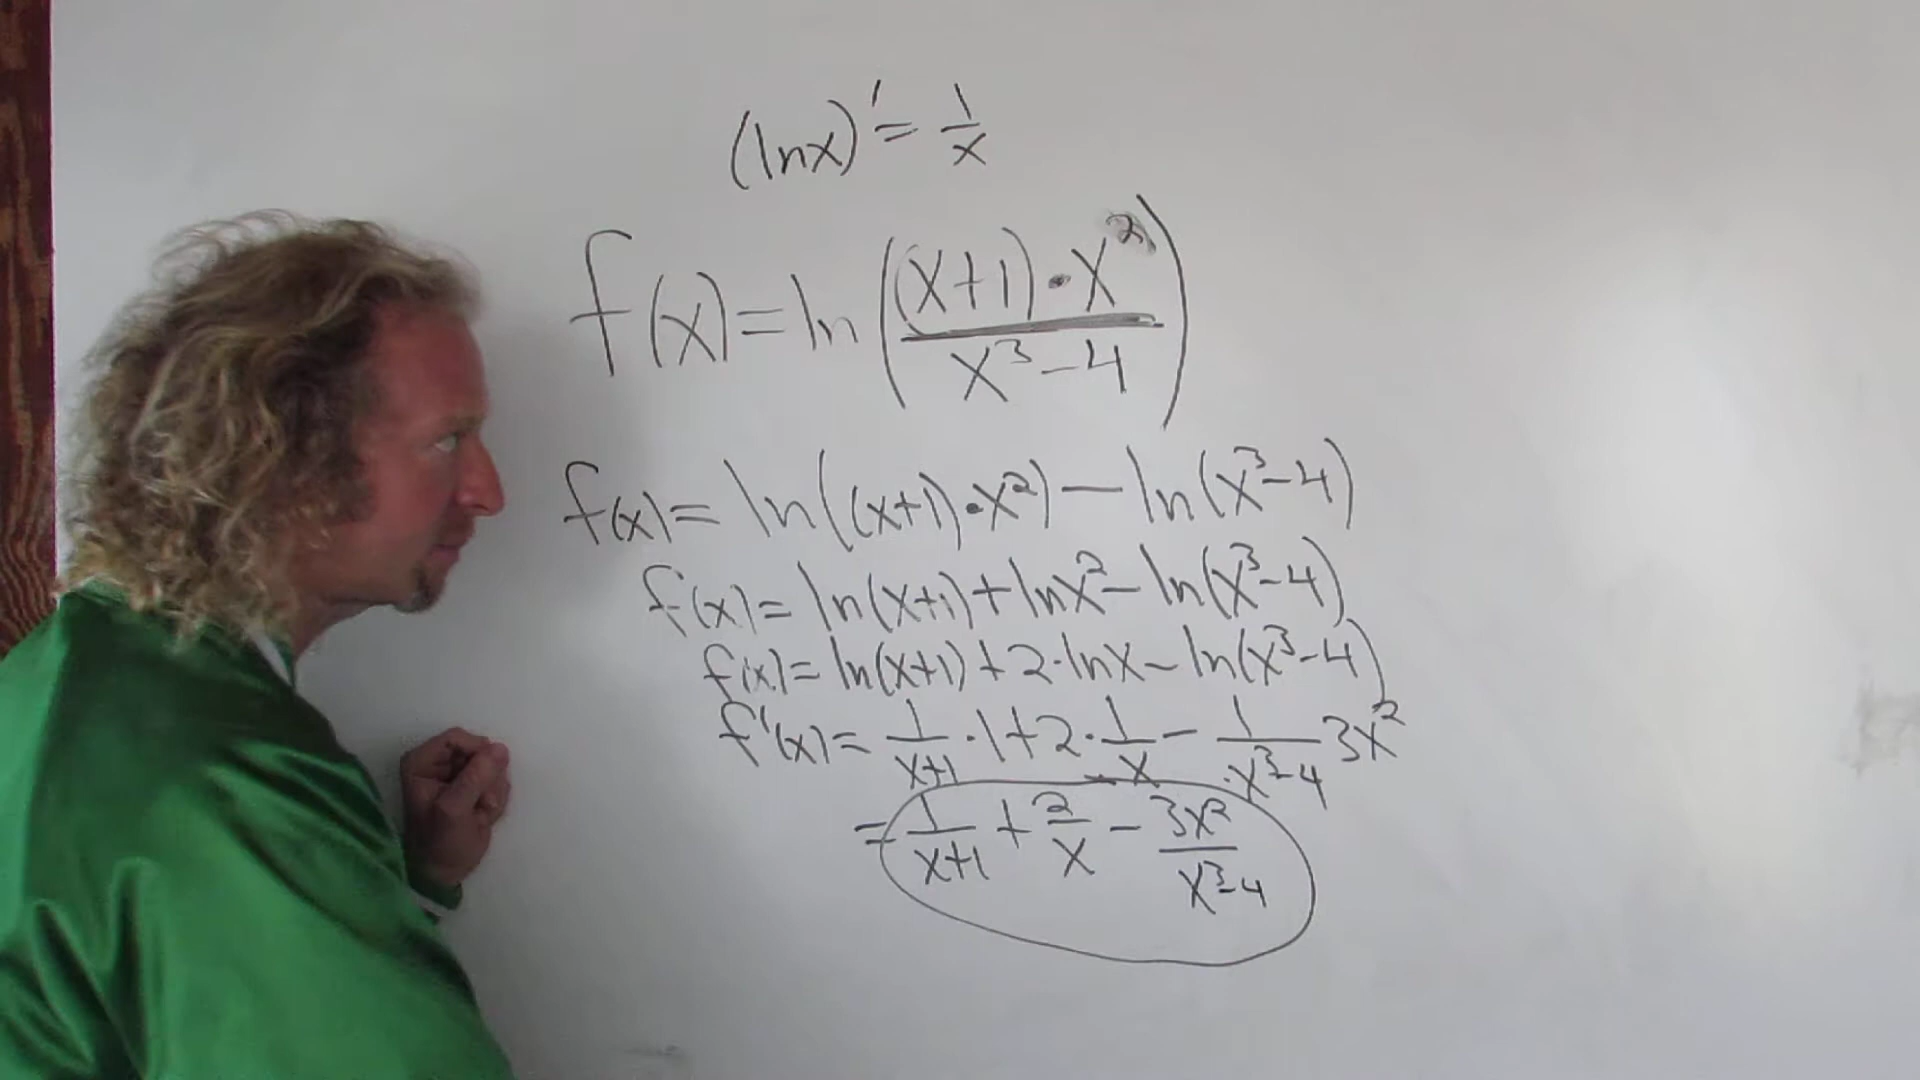 (lnx)' = 1/x
f(x) = ln((x+1)·x²/(x³-4))
f(x) = ln((x+1)·x²) - ln(x³-4)
f(x) = ln(x+1) + lnx² - ln(x³-4)
f(x) = ln(x+1) + 2·lnx - ln(x³-4)
f'(x) = 1/(x+1) · 1 + 2 · 1/x - 1/(x³-4) 3x²
= 1/(x+1) + 2/x - 3x²/(x³-4)